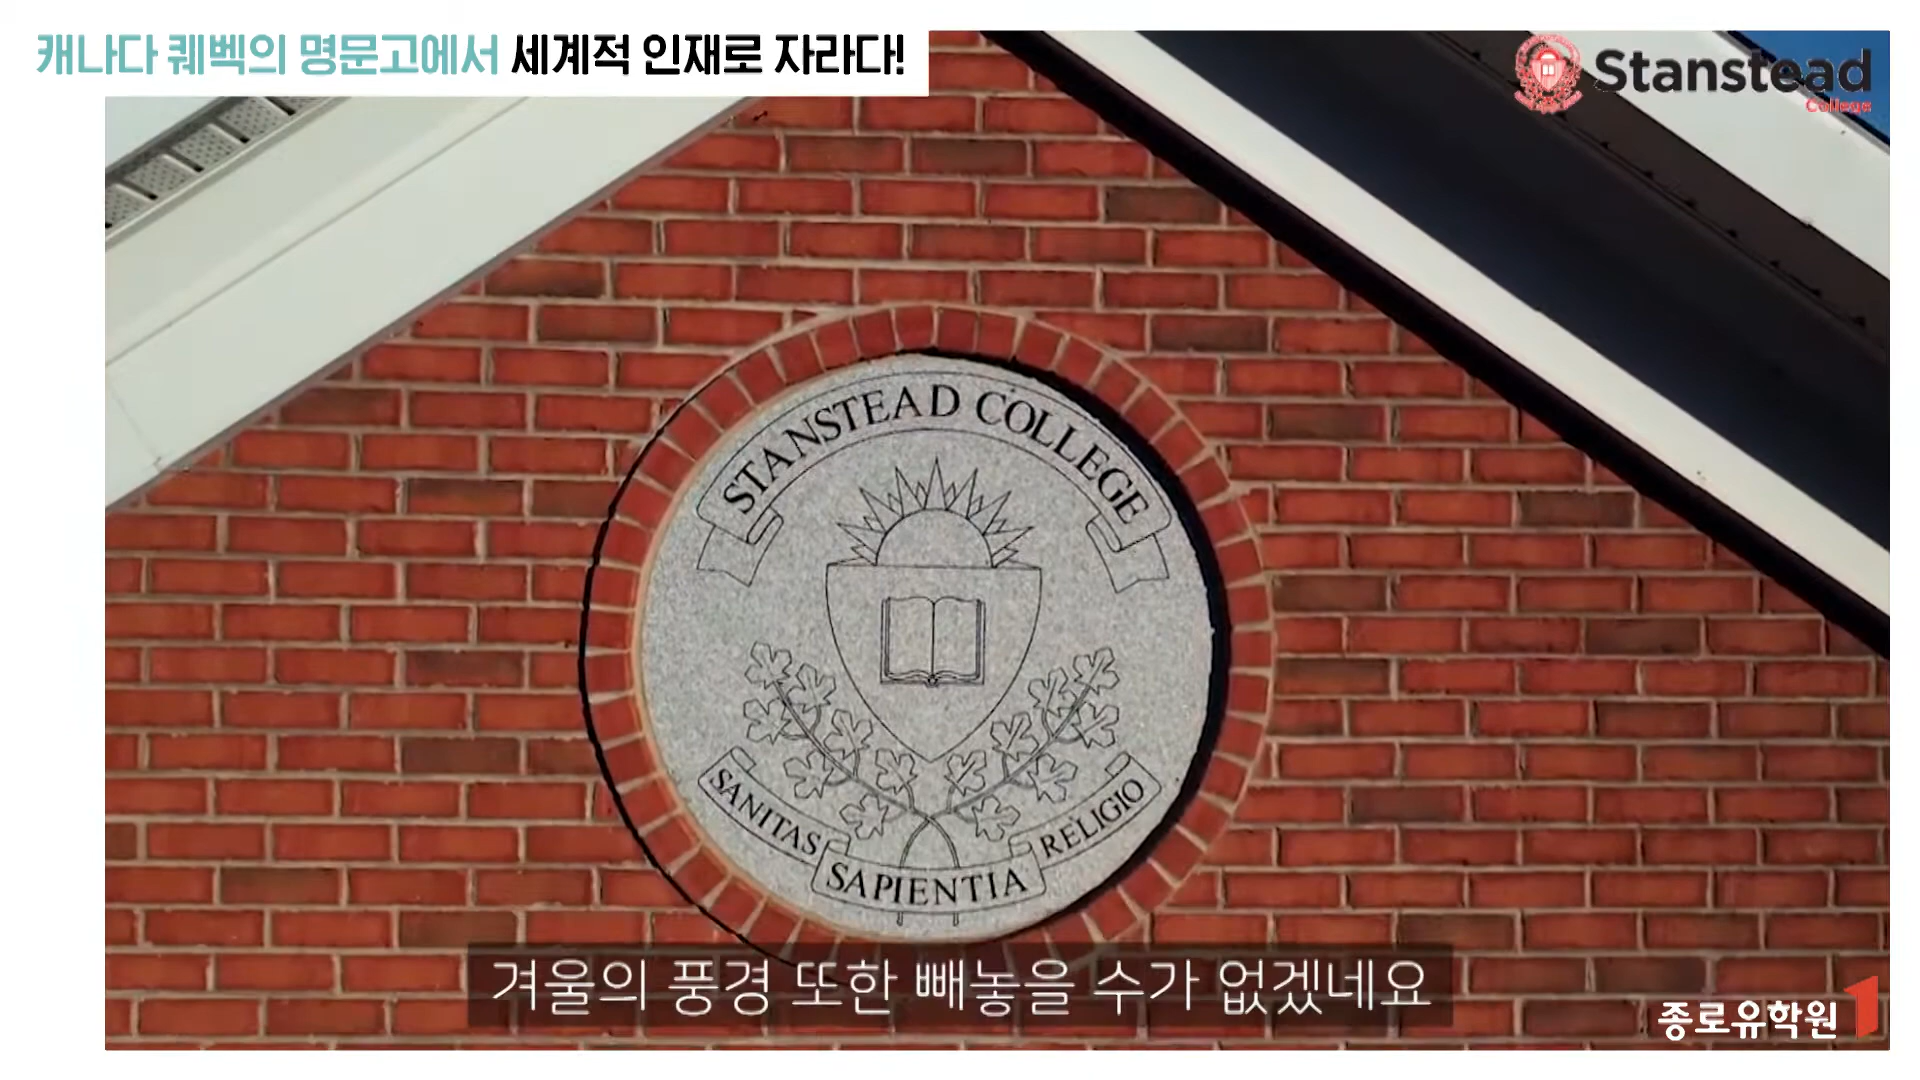 캐나다 퀘벡의 명문고에서 세계적 인재로 자라다!
Stanstead
College
STANSTEAD COLLEGE
SANITAS SAPIENTIA RELIGIO
겨울의 풍경 또한 빼놓을 수가 없겠네요
종로유학원